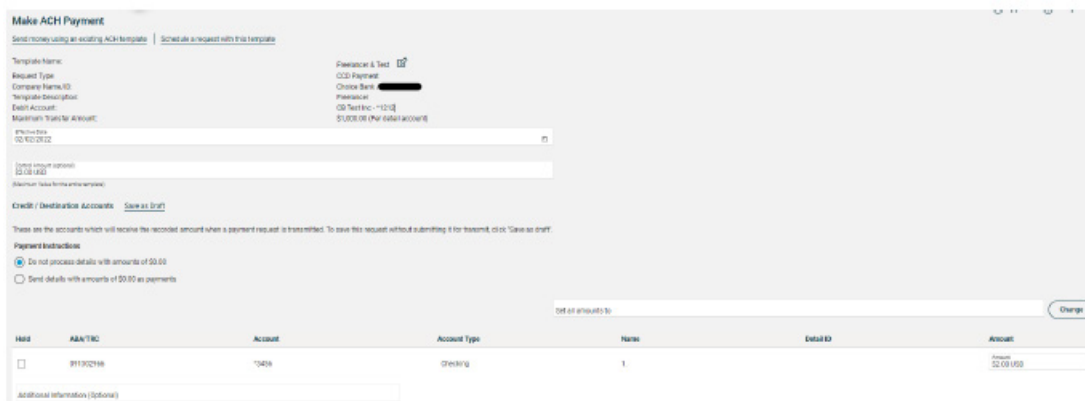 Make ACH Payment
Send money using an existing ACH template | Schedule a request with this template
Template Name: Freelancer & Test
Request Type CCD Payment
Company Name/ID: Choice Bank
Template Description: Freelancer
Debit Account: CB Test Inc - *1212
Maximum Transfer Amount: $1,000.00 (Per detail account)
Effective Date
02/02/2022
Control Amount (optional)
(Maximum Value for the entire template)
Credit / Destination Accounts Save as Draft
These are the accounts which will receive the recorded amount when a payment request is transmitted. To save this request without submitting it for transmit, click "Save as draft".
Payment Instructions
Do not process details with amounts of $0.00
Send details with amounts of $0.00 as payments
Set all amounts to Change
Hold ABA/TRC Account Account Type Name Detail ID Amount
091302966 *3456 Checking 1 Amount
$2.00 USD
Additional Information (Optional)